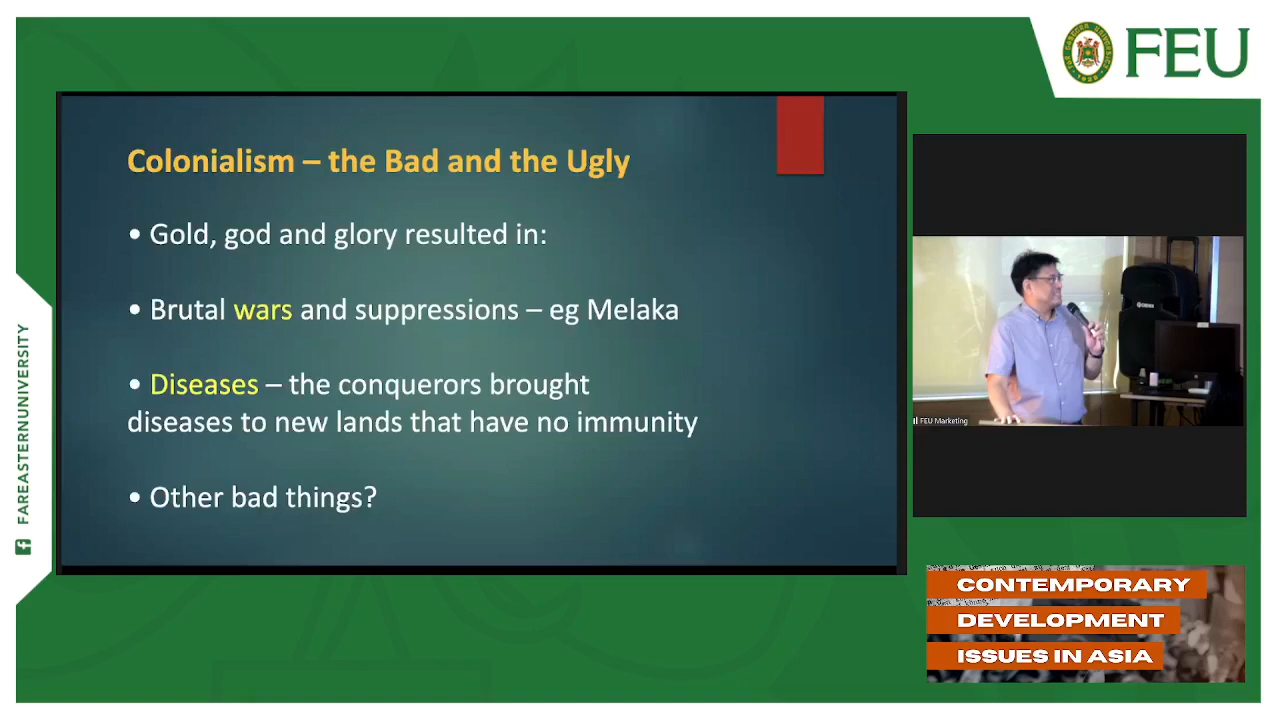 FEU
Colonialism – the Bad and the Ugly
• Gold, god and glory resulted in:
• Brutal wars and suppressions – eg Melaka
• Diseases – the conquerors brought
diseases to new lands that have no immunity
• Other bad things?
FEU Marketing
FAREASTERNUNIVERSITY
CONTEMPORARY
DEVELOPMENT
ISSUES IN ASIA